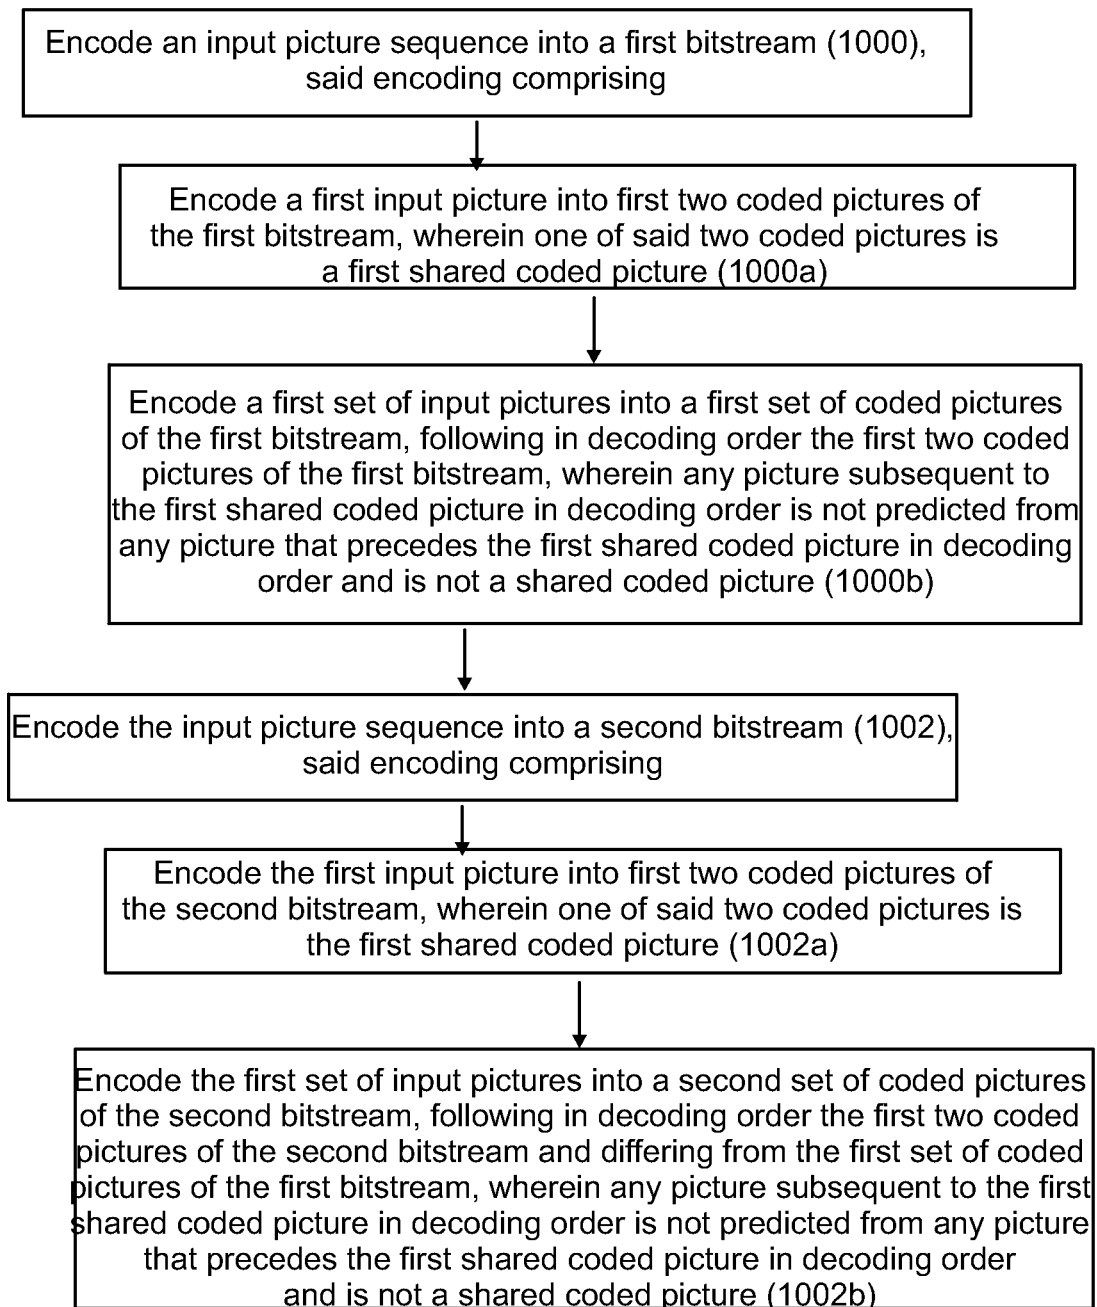 Encode an input picture sequence into a first bitstream (1000),
said encoding comprising
Encode a first input picture into first two coded pictures of
the first bitstream, wherein one of said two coded pictures is
a first shared coded picture (1000a)
Encode a first set of input pictures into a first set of coded pictures
of the first bitstream, following in decoding order the first two coded
pictures of the first bitstream, wherein any picture subsequent to
the first shared coded picture in decoding order is not predicted from
any picture that precedes the first shared coded picture in decoding
order and is not a shared coded picture (1000b)
Encode the input picture sequence into a second bitstream (1002),
said encoding comprising
Encode the first input picture into first two coded pictures of
the second bitstream, wherein one of said two coded pictures is
the first shared coded picture (1002a)
Encode the first set of input pictures into a second set of coded pictures
of the second bitstream, following in decoding order the first two coded
pictures of the second bitstream and differing from the first set of coded
pictures of the first bitstream, wherein any picture subsequent to the first
shared coded picture in decoding order is not predicted from any picture
that precedes the first shared coded picture in decoding order
and is not a shared coded picture (1002b)